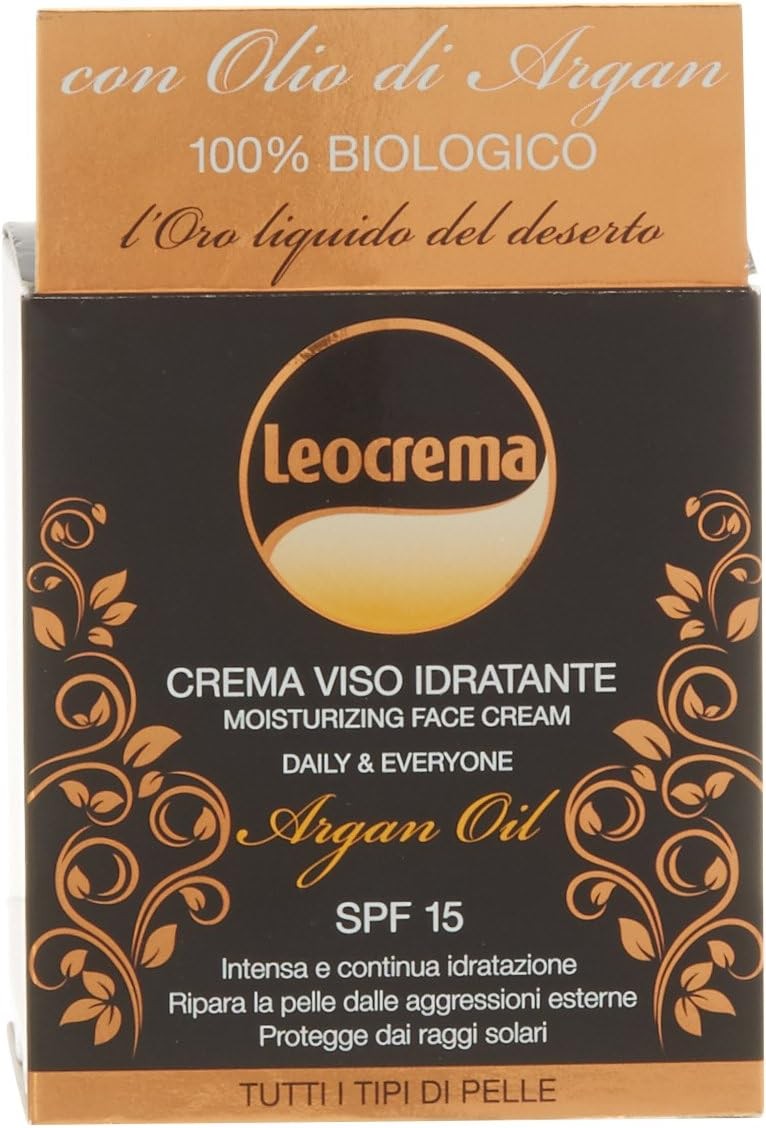 con Olio di Argan
100% BIOLOGICO
l'Oro liquido del deserto
Leocrema
CREMA VISO IDRATANTE
MOISTURIZING FACE CREAM
DAILY & EVERYONE
Argan Oil
SPF 15
Intensa e continua idratazione
Ripara la pelle dalle aggressioni esterne
Protegge dai raggi solari
TUTTI I TIPI DI PELLE